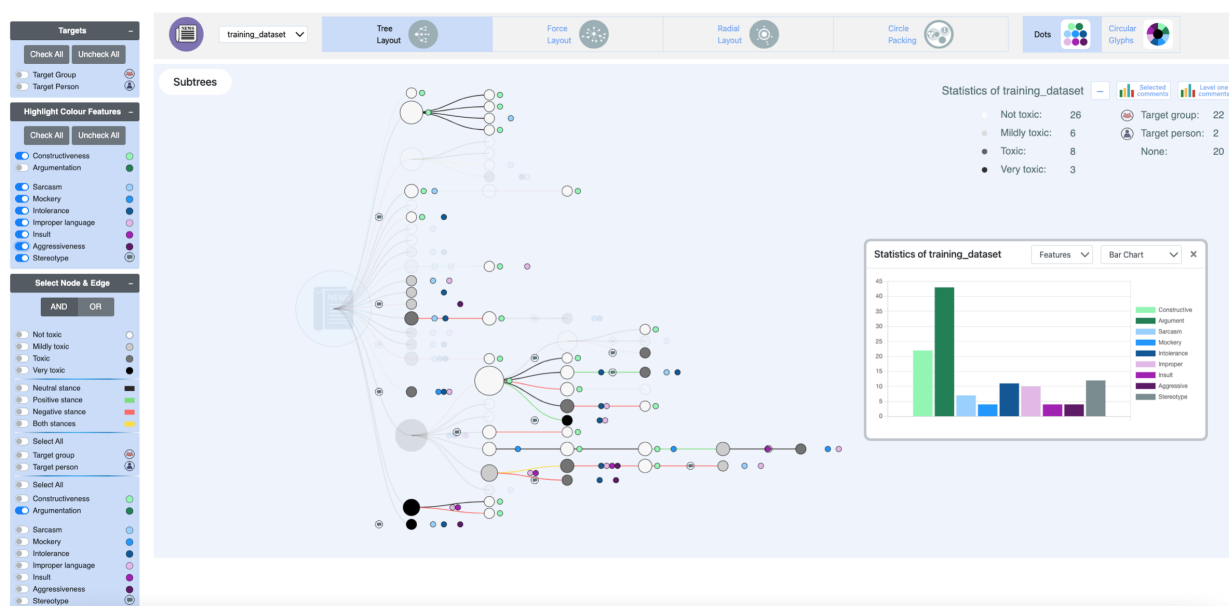 Targets –
Check All Uncheck All
Target Group
Target Person
Highlight Colour Features –
Check All Uncheck All
Constructiveness
Argumentation
Sarcasm
Mockery
Intolerance
Improper language
Insult
Aggressiveness
Stereotype
Select Node & Edge –
AND OR
Not toxic
Mildly toxic
Toxic
Very toxic
Neutral stance
Positive stance
Negative stance
Both stances
Select All
Target group
Target person
Select All
Constructiveness
Argumentation
Sarcasm
Mockery
Intolerance
Improper language
Insult
Aggressiveness
Stereotype
NEWS
training_dataset
Tree
Layout
Force
Layout
Radial
Layout
Circle
Packing
Dots
Circular
Glyphs
Subtrees
NEWS
Statistics of training_dataset –
Selected
comments
Level one
comments
Not toxic: 26
Mildly toxic: 6
Toxic: 8
Very toxic: 3
Target group: 22
Target person: 2
None: 20
Statistics of training_dataset Features Bar Chart ×
45
40
35
30
25
20
15
10
5
0
Constructive
Argument
Sarcasm
Mockery
Intolerance
Improper
Insult
Aggressive
Stereotype